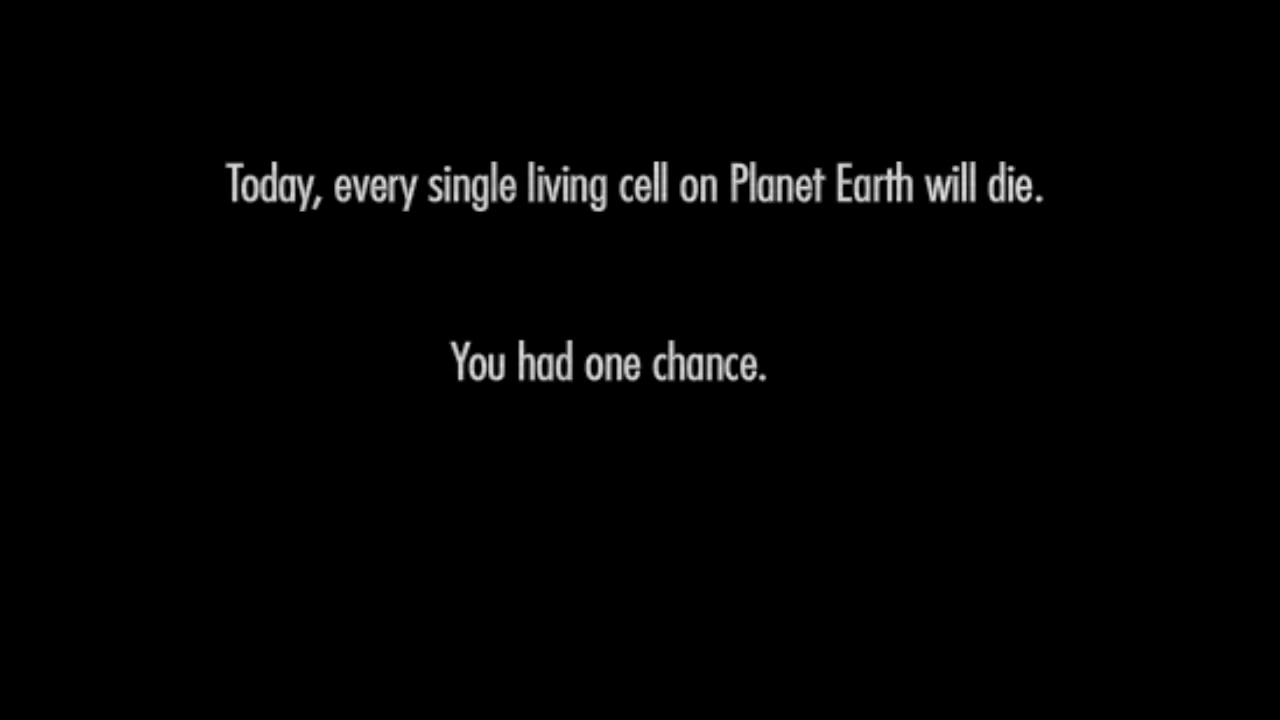 Today, every single living cell on Planet Earth will die.
You had one chance.